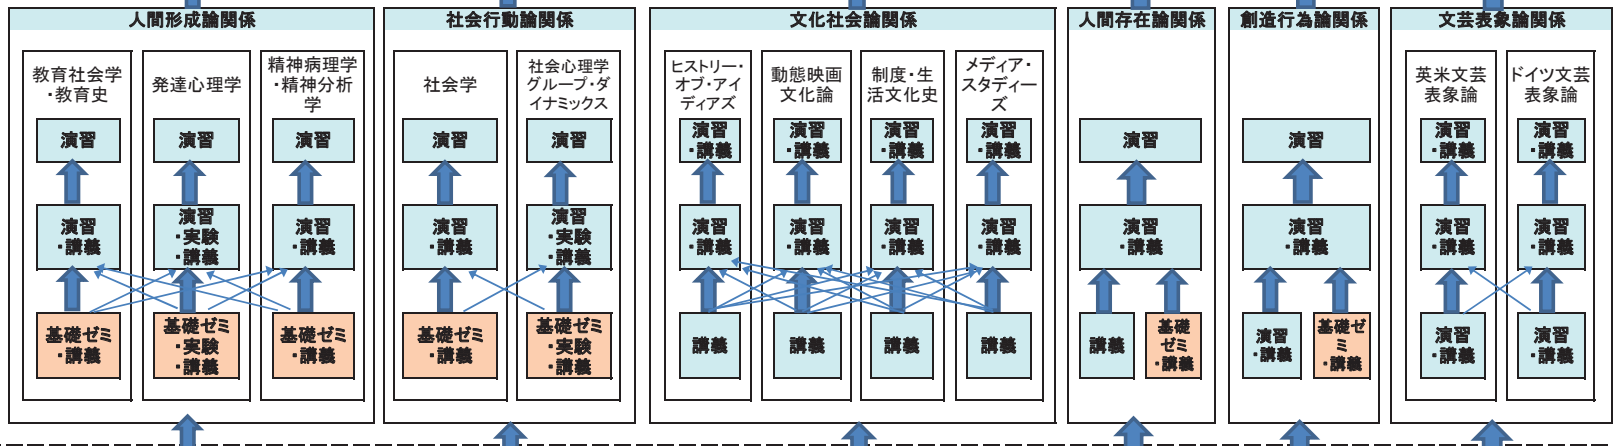 人間形成論関係
教育社会学
・教育史
演習
演習
・講義
基礎ゼミ
・講義
発達心理学
演習
演習
・実験
・講義
基礎ゼミ
・実験
・講義
精神病理学
・精神分析
学
演習
演習
・講義
基礎ゼミ
・講義
社会行動論関係
社会学
演習
演習
・講義
基礎ゼミ
・講義
社会心理学
グループ・ダ
イナミックス
演習
演習
・実験
・講義
基礎ゼミ
・実験
・講義
文化社会論関係
ヒストリー・
オブ・アイ
ディアズ
演習
・講義
演習
・講義
講義
動態映画
文化論
演習
・講義
演習
・講義
講義
制度・生
活文化史
演習
・講義
演習
・講義
講義
メディア・
スタディー
ズ
演習
・講義
演習
・講義
講義
人間存在論関係
演習
演習
・講義
講義
基礎
ゼミ
・講義
創造行為論関係
演習
演習
・講義
演習
・講義
基礎ゼ
ミ
・講義
文芸表象論関係
英米文芸
表象論
演習
・講義
演習
・講義
演習
・講義
ドイツ文芸
表象論
演習
・講義
演習
・講義
演習
・講義